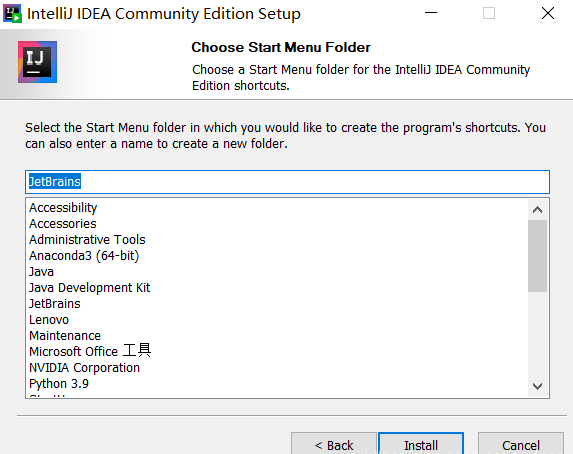 IntelliJ IDEA Community Edition Setup
IJ
Choose Start Menu Folder
Choose a Start Menu folder for the IntelliJ IDEA Community
Edition shortcuts.
Select the Start Menu folder in which you would like to create the program's shortcuts. You
can also enter a name to create a new folder.
JetBrains
Accessibility
Accessories
Administrative Tools
Anaconda3 (64-bit)
Java
Java Development Kit
JetBrains
Lenovo
Maintenance
Microsoft Office 工具
NVIDIA Corporation
Python 3.9
< Back Install Cancel